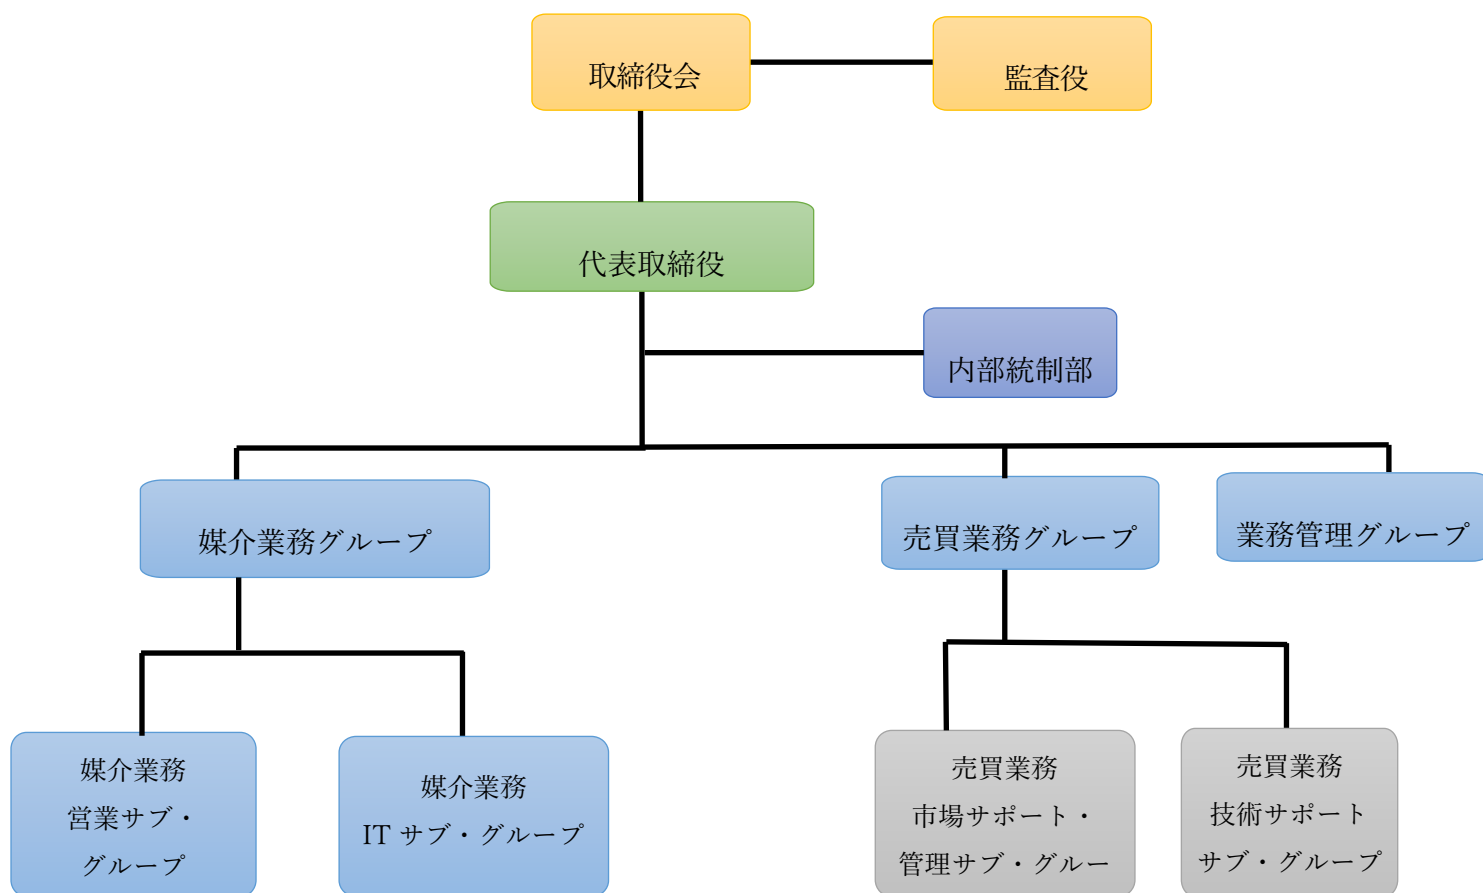 取締役会
監査役
代表取締役
内部統制部
媒介業務グループ
売買業務グループ
業務管理グループ
媒介業務
営業サブ・
グループ
媒介業務
IT サブ・グループ
売買業務
市場サポート・
管理サブ・グルー
売買業務
技術サポート
サブ・グループ